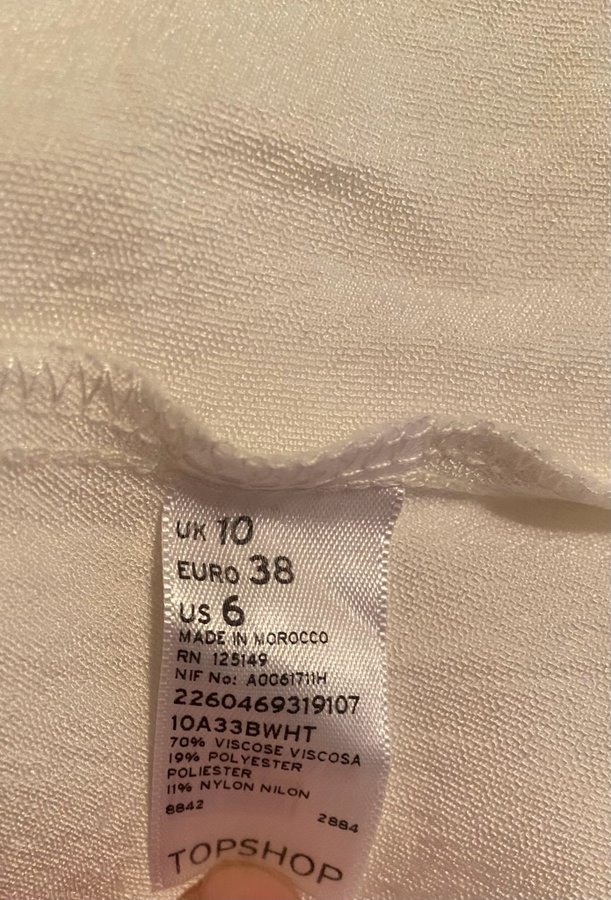 UK 10
EURO 38
US 6
MADE IN MOROCCO
RN 125149
NIF No: A0061711H
2260469319107
10A33BWHT
70% VISCOSE VISCOSA
19% POLYESTER
POLIESTER
11% NYLON NILON
8842
2884
TOPSHOP